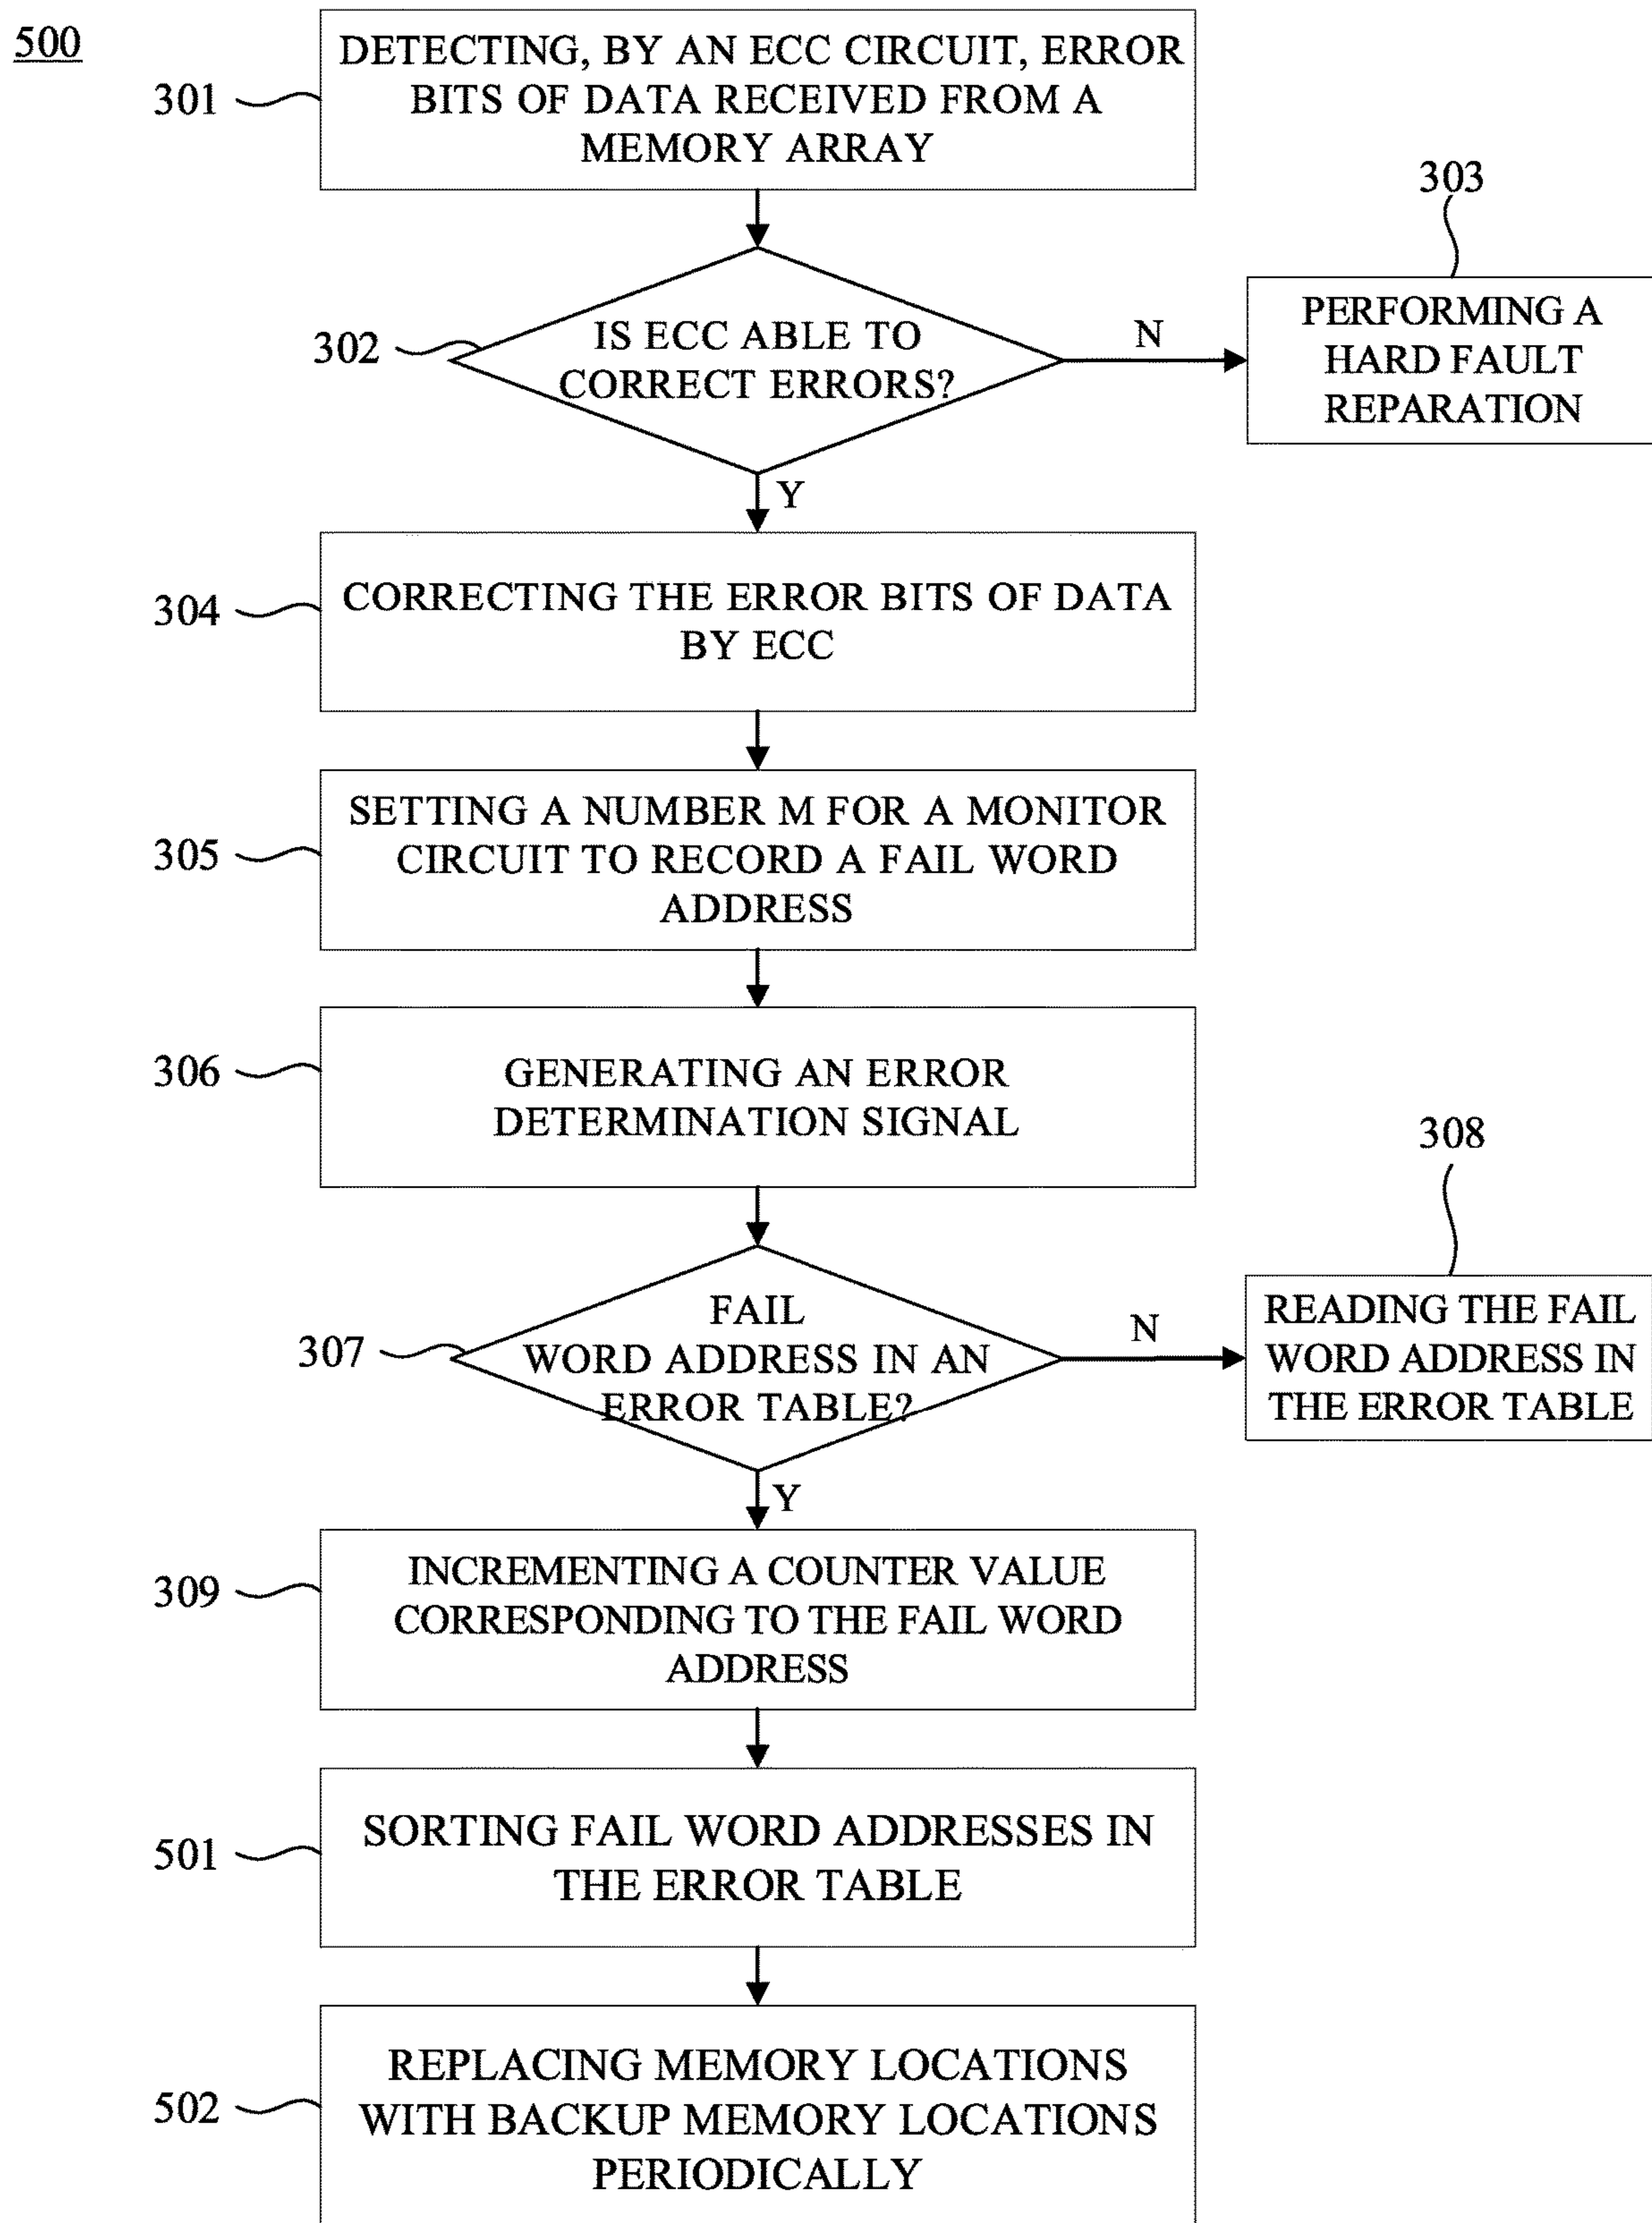 500
301
DETECTING, BY AN ECC CIRCUIT, ERROR
BITS OF DATA RECEIVED FROM A
MEMORY ARRAY
302
IS ECC ABLE TO
CORRECT ERRORS?
N
303
PERFORMING A
HARD FAULT
REPARATION
Y
304
CORRECTING THE ERROR BITS OF DATA
BY ECC
305
SETTING A NUMBER M FOR A MONITOR
CIRCUIT TO RECORD A FAIL WORD
ADDRESS
306
GENERATING AN ERROR
DETERMINATION SIGNAL
307
FAIL
WORD ADDRESS IN AN
ERROR TABLE?
N
308
READING THE FAIL
WORD ADDRESS IN
THE ERROR TABLE
Y
309
INCREMENTING A COUNTER VALUE
CORRESPONDING TO THE FAIL WORD
ADDRESS
501
SORTING FAIL WORD ADDRESSES IN
THE ERROR TABLE
502
REPLACING MEMORY LOCATIONS
WITH BACKUP MEMORY LOCATIONS
PERIODICALLY